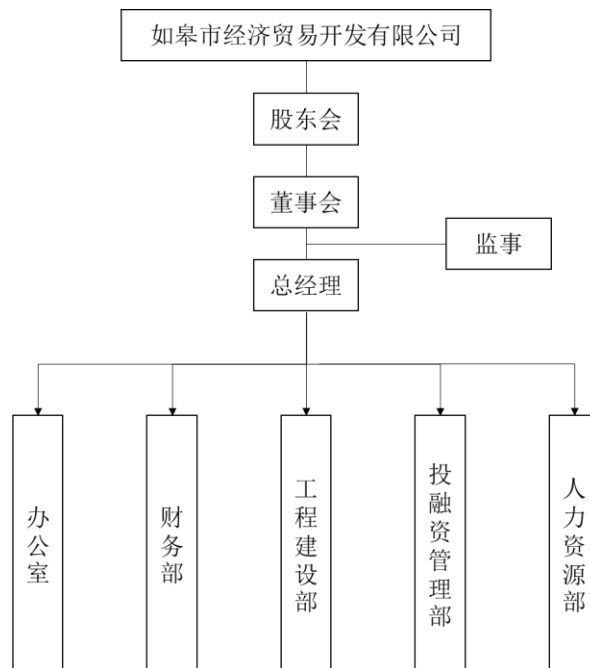 如皋市经济贸易开发有限公司
股东会
董事会
监事
总经理
办公室
财务部
工程建设部
投融资管理部
人力资源部